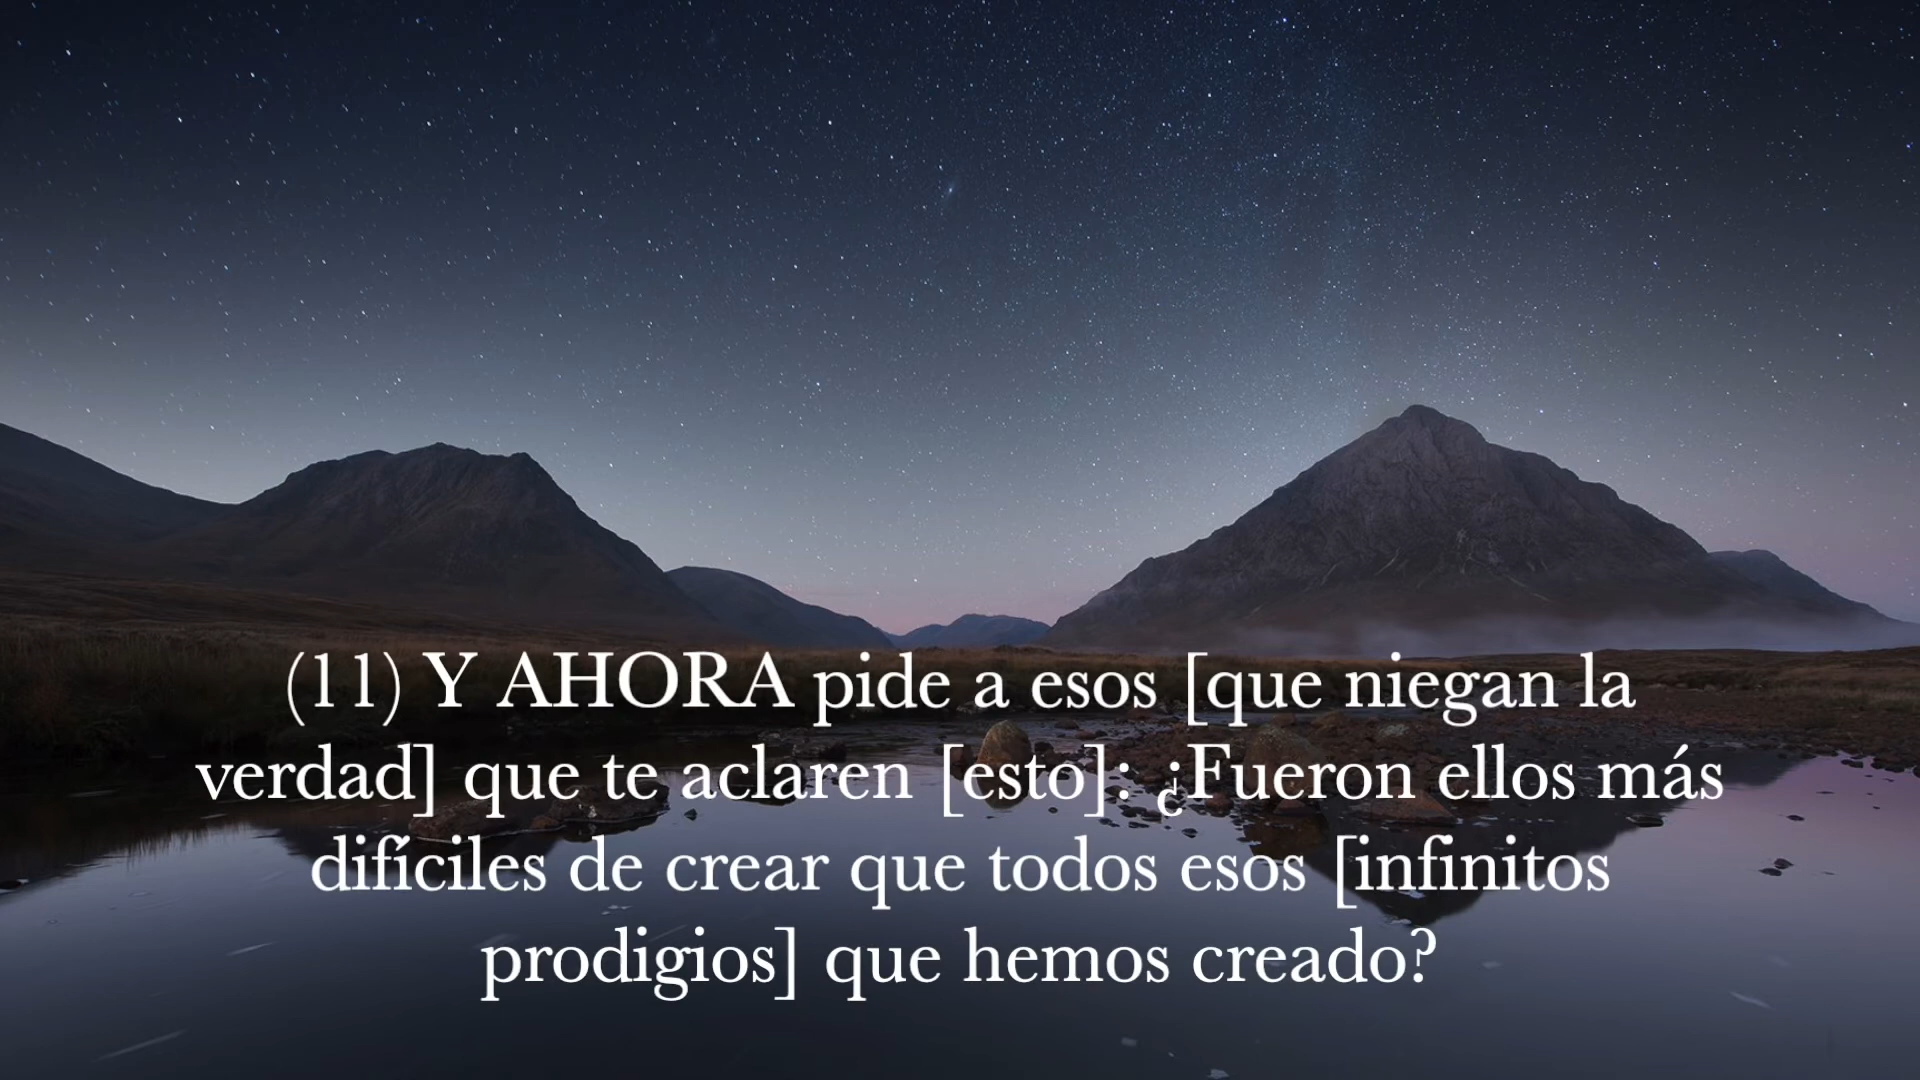 (11) Y AHORA pide a esos [que niegan la
verdad] que te aclaren [esto]: ¿Fueron ellos más
difíciles de crear que todos esos [infinitos
prodigios] que hemos creado?